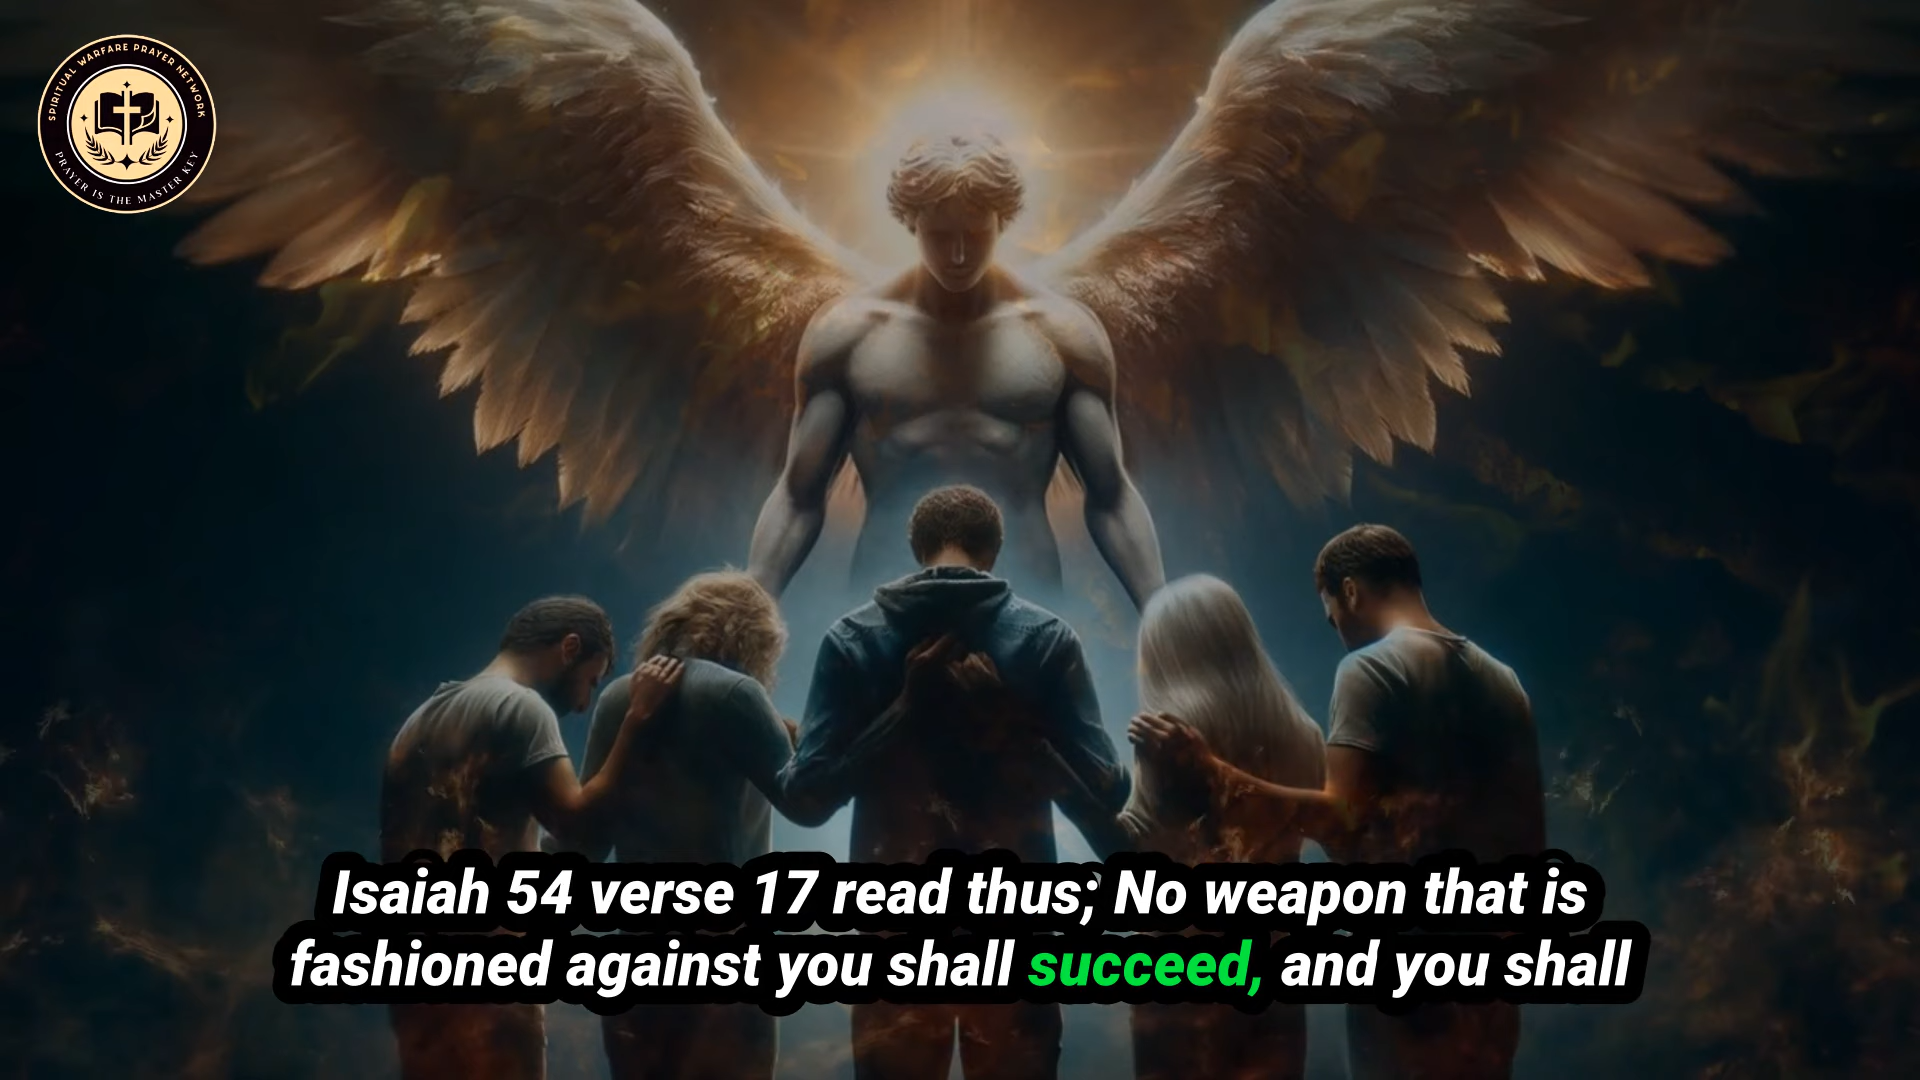 SPIRITUAL WARFARE PRAYER NETWORK
PRAYER IS THE MASTER KEY
Isaiah 54 verse 17 read thus; No weapon that is
fashioned against you shall succeed, and you shall